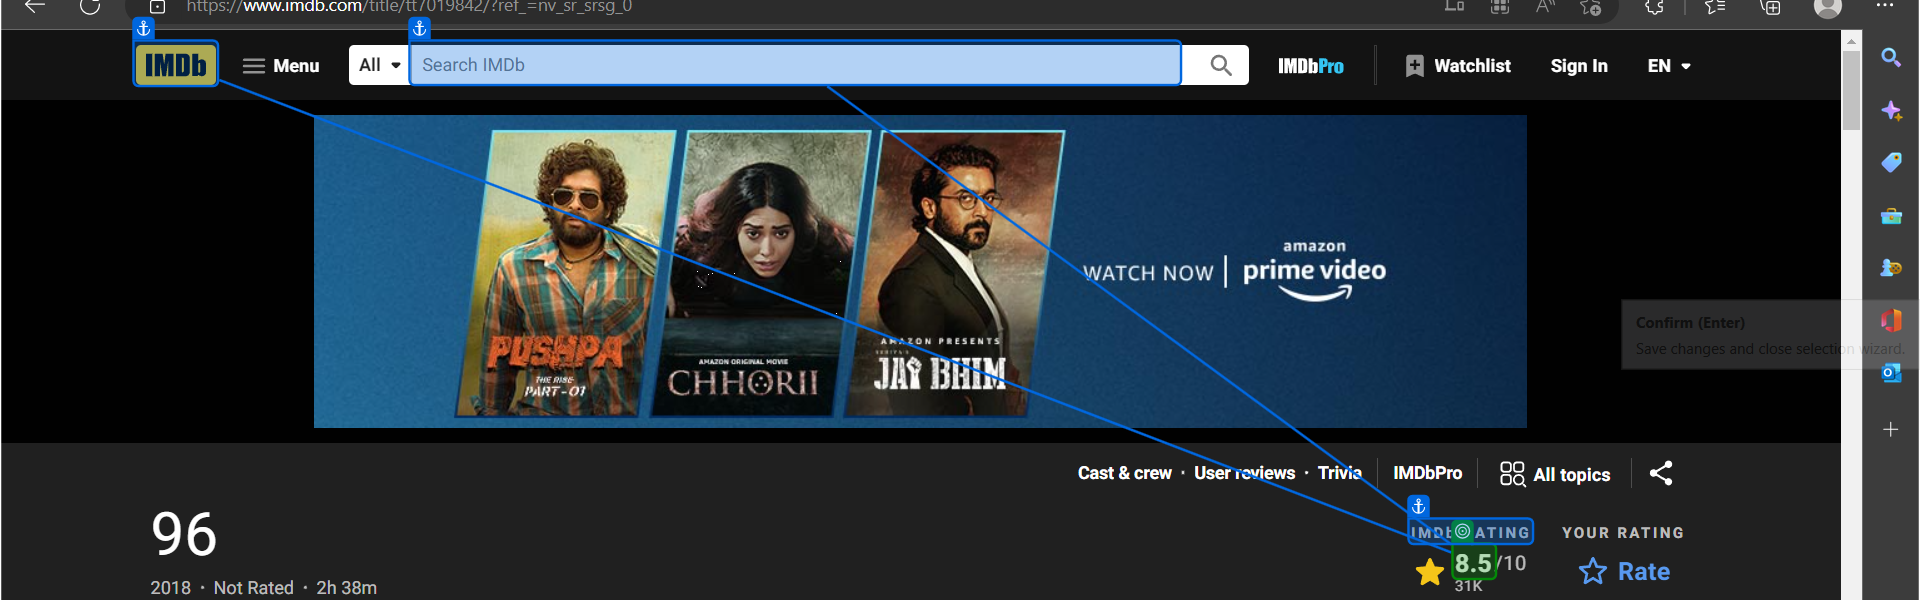 https://www.imdb.com/title/tt7019842/?ref_=nv_sr_srsg_0
IMDb
Menu
All
Search IMDb
IMDbPro
Watchlist
Sign In
EN
PUSHPA
THE RISE
PART-01
AMAZON ORIGINAL MOVIE
CHHORII
AMAZON PRESENTS
JAI BHIM
WATCH NOW
amazon
prime video
Confirm (Enter)
Save changes and close selection wizard.
Cast & crew · User reviews · Trivia
IMDbPro
All topics
96
2018 · Not Rated · 2h 38m
IMDb RATING
8.5/10
31K
YOUR RATING
Rate